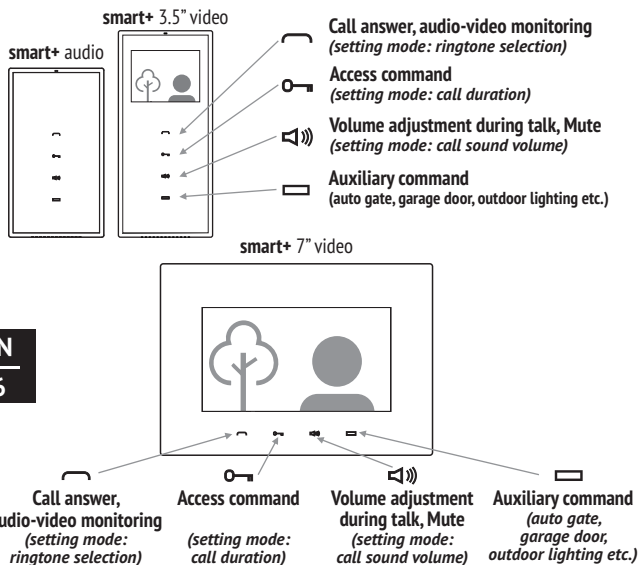 smart+ 3.5” video
smart+ audio
Call answer, audio-video monitoring
(setting mode: ringtone selection)
Access command
(setting mode: call duration)
Volume adjustment during talk, Mute
(setting mode: call sound volume)
Auxiliary command
(auto gate, garage door, outdoor lighting etc.)
smart+ 7” video
N
Call answer,
udio-video monitoring
(setting mode:
ringtone selection)
Access command
(setting mode:
call duration)
Volume adjustment
during talk, Mute
(setting mode:
call sound volume)
Auxiliary command
(auto gate,
garage door,
outdoor lighting etc.)